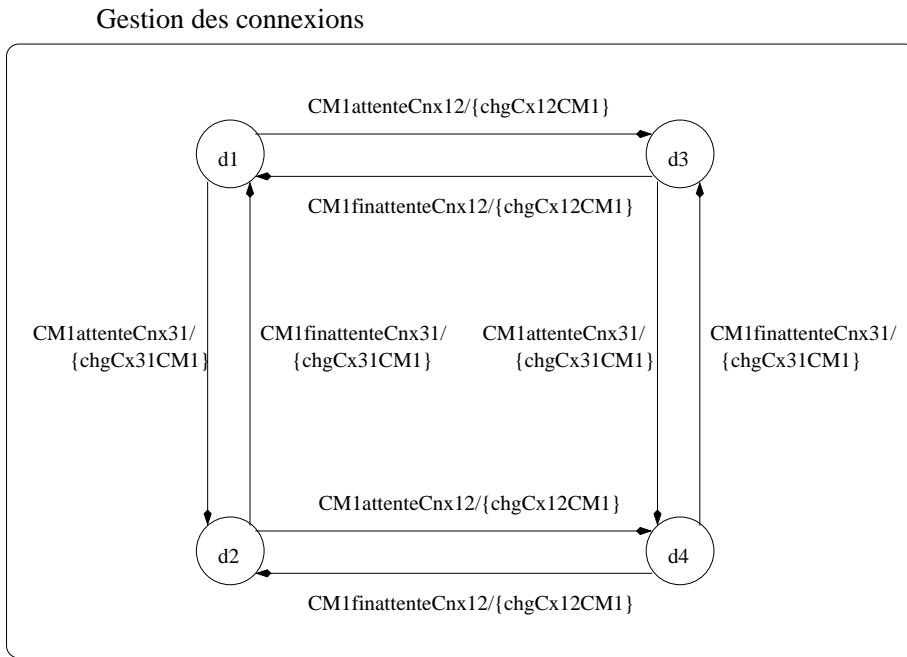 Gestion des connexions
CM1attenteCnx12/{chgCx12CM1}
d1
d3
CM1finattenteCnx12/{chgCx12CM1}
CM1attenteCnx31/
{chgCx31CM1}
CM1finattenteCnx31/
{chgCx31CM1}
CM1attenteCnx31/
{chgCx31CM1}
CM1finattenteCnx31/
{chgCx31CM1}
CM1attenteCnx12/{chgCx12CM1}
d2
d4
CM1finattenteCnx12/{chgCx12CM1}